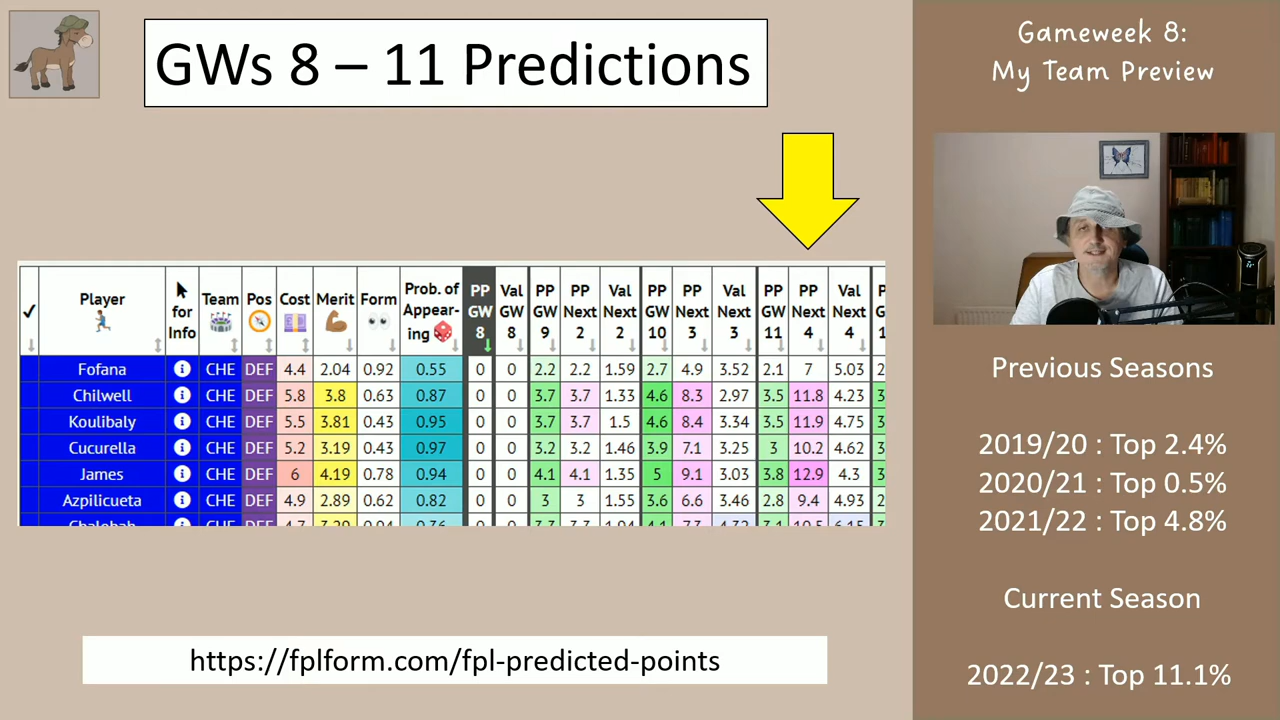 GWs 8 – 11 Predictions
Gameweek 8:
My Team Preview
✓ Player for Info Team Pos Cost Merit Form Prob. of Appear-ing PP GW 8 Val GW 8 PP GW 9 PP Next 2 Val Next 2 PP GW 10 PP Next 3 Val Next 3 PP GW 11 PP Next 4 Val Next 4
Fofana CHE DEF 4.4 2.04 0.92 0.55 0 0 2.2 2.2 1.59 2.7 4.9 3.52 2.1 7 5.03
Chilwell CHE DEF 5.8 3.8 0.63 0.87 0 0 3.7 3.7 1.33 4.6 8.3 2.97 3.5 11.8 4.23
Koulibaly CHE DEF 5.5 3.81 0.43 0.95 0 0 3.7 3.7 1.5 4.6 8.4 3.34 3.5 11.9 4.75
Cucurella CHE DEF 5.2 3.19 0.43 0.97 0 0 3.2 3.2 1.46 3.9 7.1 3.25 3 10.2 4.62
James CHE DEF 6 4.19 0.78 0.94 0 0 4.1 4.1 1.35 5 9.1 3.03 3.8 12.9 4.3
Azpilicueta CHE DEF 4.9 2.89 0.62 0.82 0 0 3 3 1.55 3.6 6.6 3.46 2.8 9.4 4.93
https://fplform.com/fpl-predicted-points
Previous Seasons
2019/20 : Top 2.4%
2020/21 : Top 0.5%
2021/22 : Top 4.8%
Current Season
2022/23 : Top 11.1%